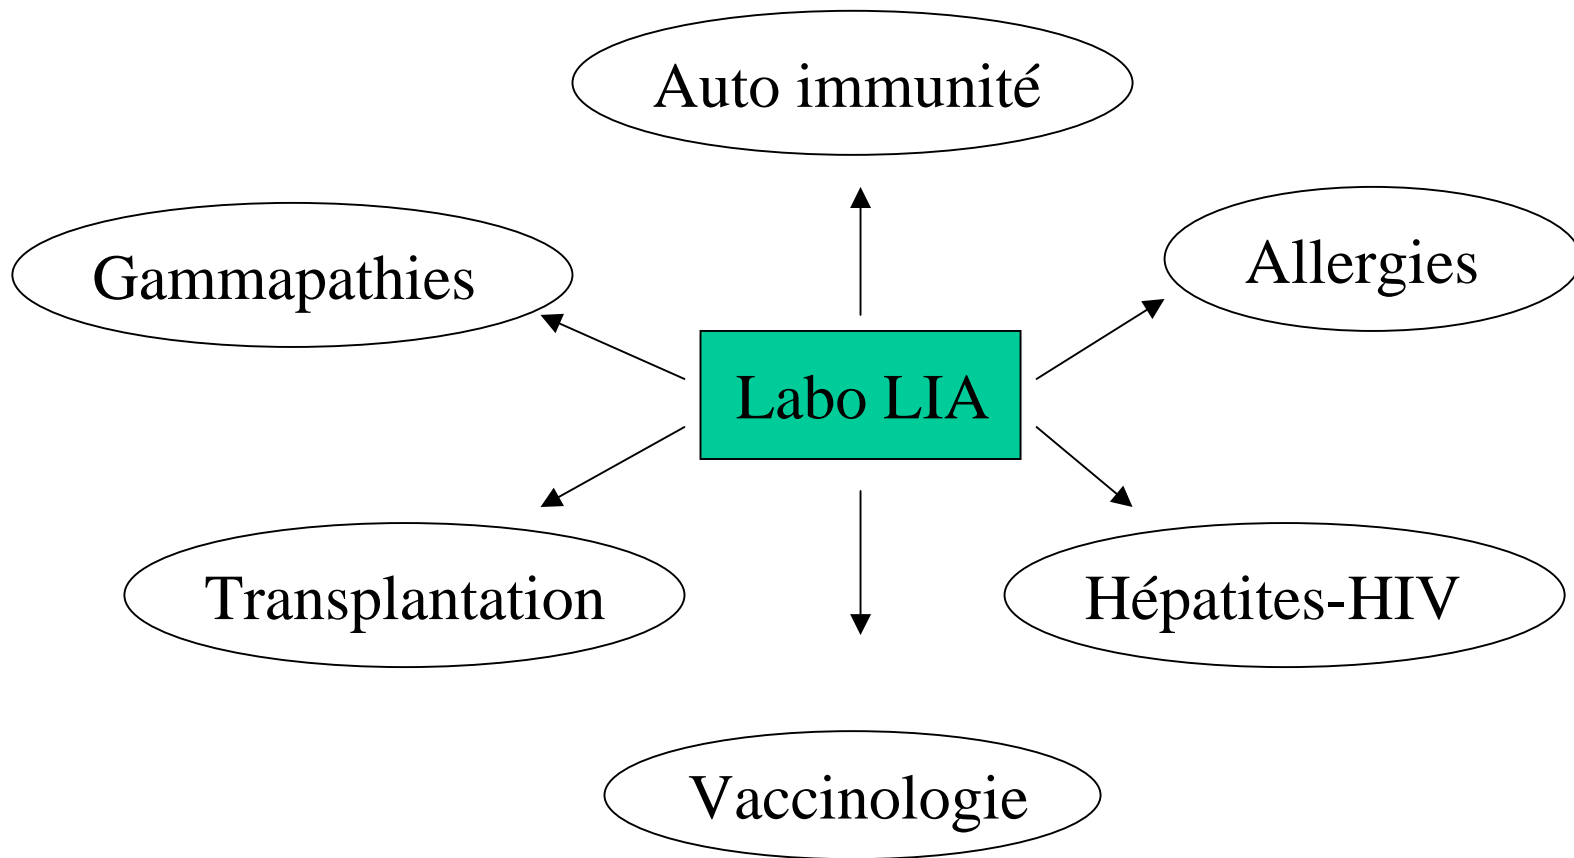 Auto immunité
Gammapathies
Allergies
Labo LIA
Transplantation
Hépatites-HIV
Vaccinologie